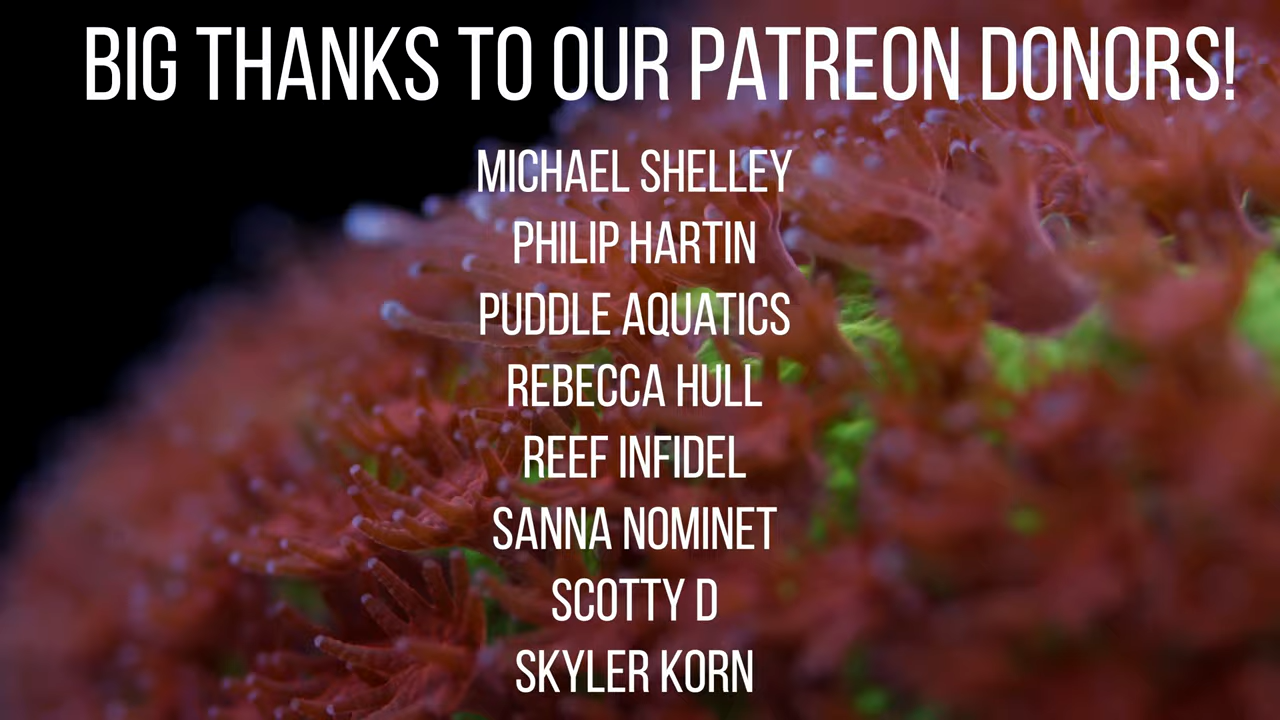 BIG THANKS TO OUR PATREON DONORS!
MICHAEL SHELLEY
PHILIP HARTIN
PUDDLE AQUATICS
REBECCA HULL
REEF INFIDEL
SANNA NOMINET
SCOTTY D
SKYLER KORN